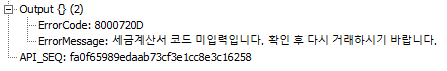 Output {} (2)
ErrorCode: 8000720D
ErrorMessage: 세금계산서 코드 미입력입니다. 확인 후 다시 거래하시기 바랍니다.
API_SEQ: fa0f65989edaab73cf3e1cc8e3c16258